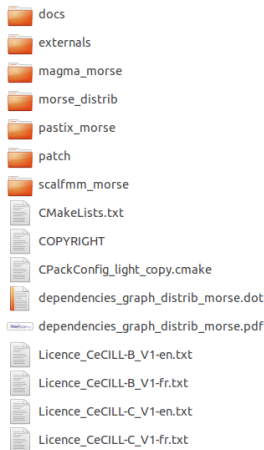 docs
externals
magma_morse
morse_distrib
pastix_morse
patch
scalfmm_morse
CMakeLists.txt
COPYRIGHT
CPackConfig_light_copy.cmake
dependencies_graph_distrib_morse.dot
dependencies_graph_distrib_morse.pdf
Licence_CeCILL-B_V1-en.txt
Licence_CeCILL-B_V1-fr.txt
Licence_CeCILL-C_V1-en.txt
Licence_CeCILL-C_V1-fr.txt